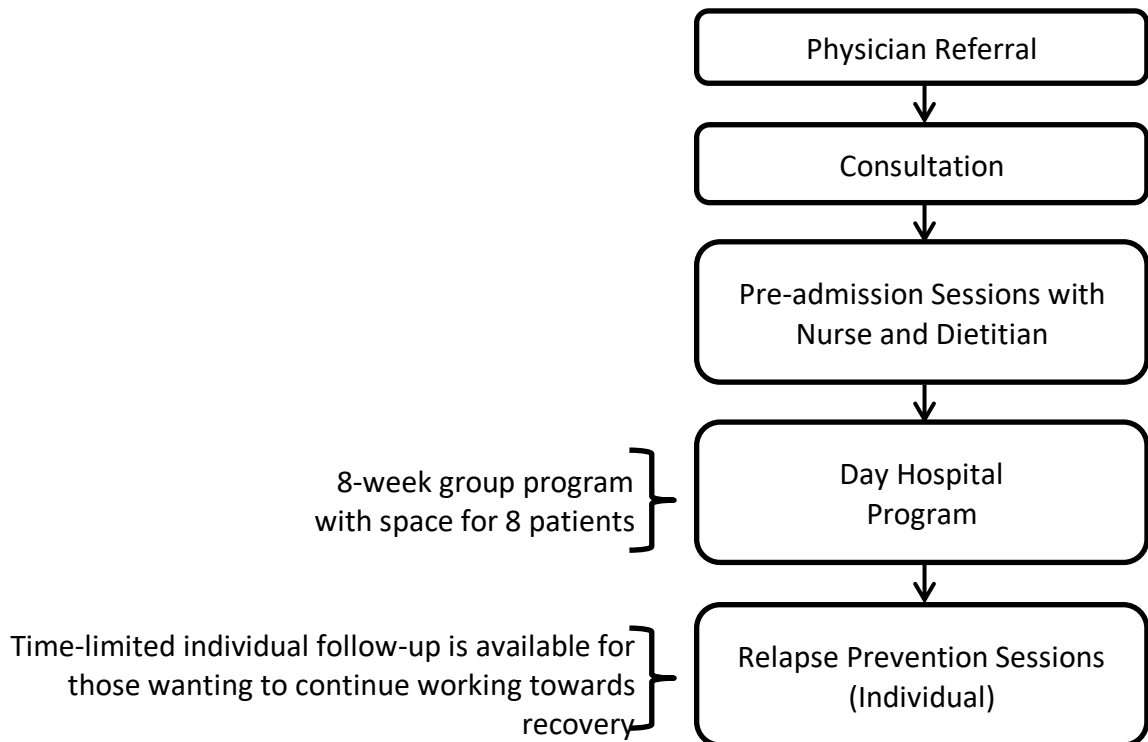 Physician Referral
Consultation
Pre-admission Sessions with
Nurse and Dietitian
8-week group program
with space for 8 patients
Day Hospital
Program
Time-limited individual follow-up is available for
those wanting to continue working towards
recovery
Relapse Prevention Sessions
(Individual)